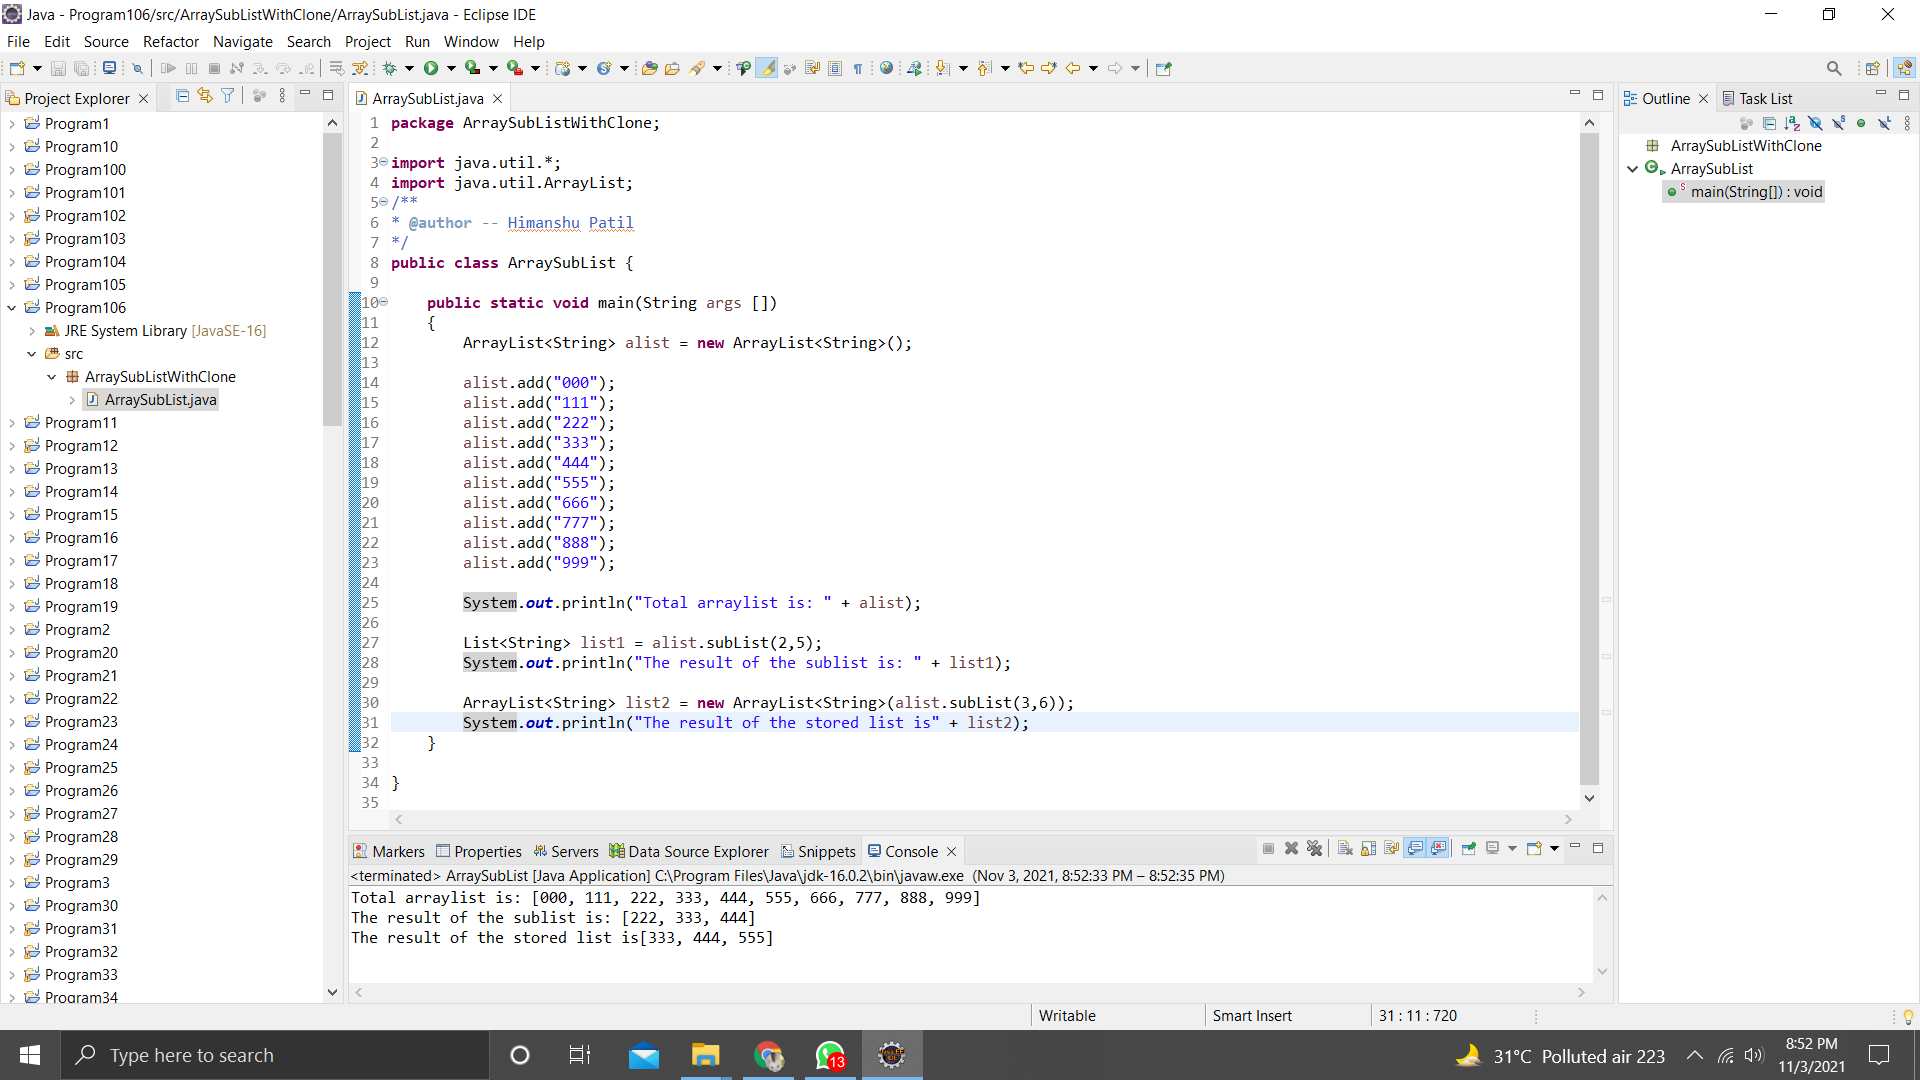 Java - Program106/src/ArraySubListWithClone/ArraySubList.java - Eclipse IDE
File Edit Source Refactor Navigate Search Project Run Window Help
Project Explorer
Program1
Program10
Program100
Program101
Program102
Program103
Program104
Program105
Program106
JRE System Library [JavaSE-16]
src
ArraySubListWithClone
ArraySubList.java
Program11
Program12
Program13
Program14
Program15
Program16
Program17
Program18
Program19
Program2
Program20
Program21
Program22
Program23
Program24
Program25
Program26
Program27
Program28
Program29
Program3
Program30
Program31
Program32
Program33
Program34
ArraySubList.java
1 package ArraySubListWithClone;
2
3 import java.util.*;
4 import java.util.ArrayList;
5 /**
6 * @author -- Himanshu Patil
7 */
8 public class ArraySubList {
9
10 public static void main(String args [])
11 {
12 ArrayList<String> alist = new ArrayList<String>();
13
14 alist.add("000");
15 alist.add("111");
16 alist.add("222");
17 alist.add("333");
18 alist.add("444");
19 alist.add("555");
20 alist.add("666");
21 alist.add("777");
22 alist.add("888");
23 alist.add("999");
24
25 System.out.println("Total arraylist is: " + alist);
26
27 List<String> list1 = alist.subList(2,5);
28 System.out.println("The result of the sublist is: " + list1);
29
30 ArrayList<String> list2 = new ArrayList<String>(alist.subList(3,6));
31 System.out.println("The result of the stored list is" + list2);
32 }
33
34 }
35
Outline Task List
ArraySubListWithClone
ArraySubList
main(String[]) : void
Markers Properties Servers Data Source Explorer Snippets Console
<terminated> ArraySubList [Java Application] C:\Program Files\Java\jdk-16.0.2\bin\javaw.exe (Nov 3, 2021, 8:52:33 PM – 8:52:35 PM)
Total arraylist is: [000, 111, 222, 333, 444, 555, 666, 777, 888, 999]
The result of the sublist is: [222, 333, 444]
The result of the stored list is[333, 444, 555]
Writable Smart Insert 31 : 11 : 720
Type here to search
13
31°C Polluted air 223
8:52 PM
11/3/2021